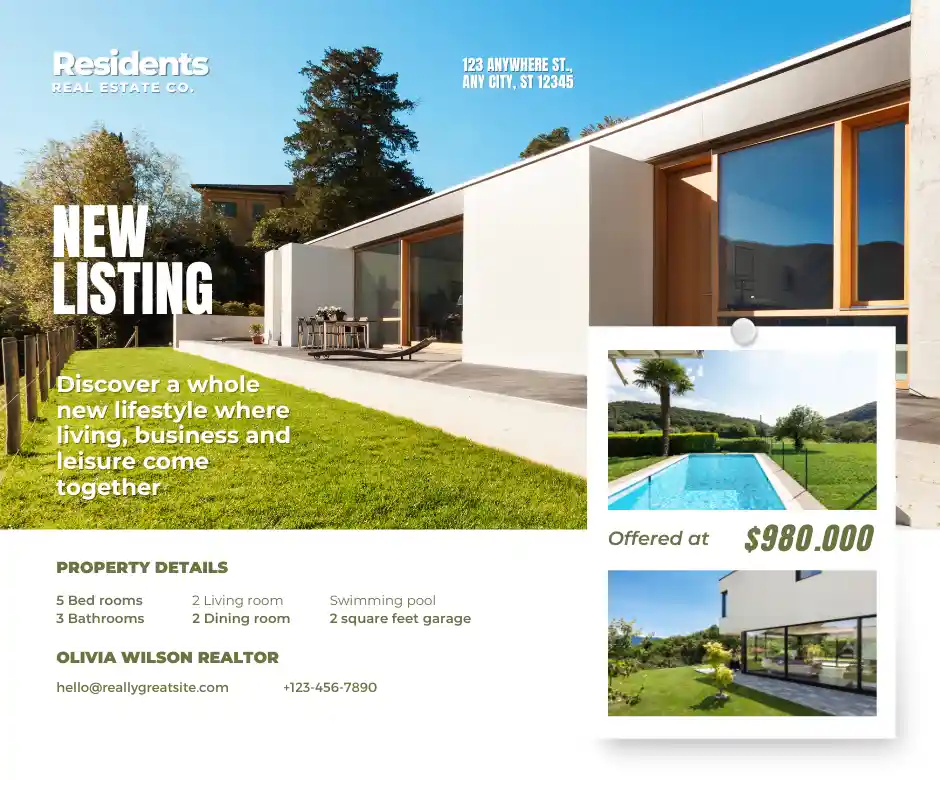 Residents
REAL ESTATE CO.
123 ANYWHERE ST.,
ANY CITY, ST 12345
NEW
LISTING
Discover a whole
new lifestyle where
living, business and
leisure come
together
Offered at $980.000
PROPERTY DETAILS
5 Bed rooms 2 Living room Swimming pool
3 Bathrooms 2 Dining room 2 square feet garage
OLIVIA WILSON REALTOR
hello@reallygreatsite.com +123-456-7890